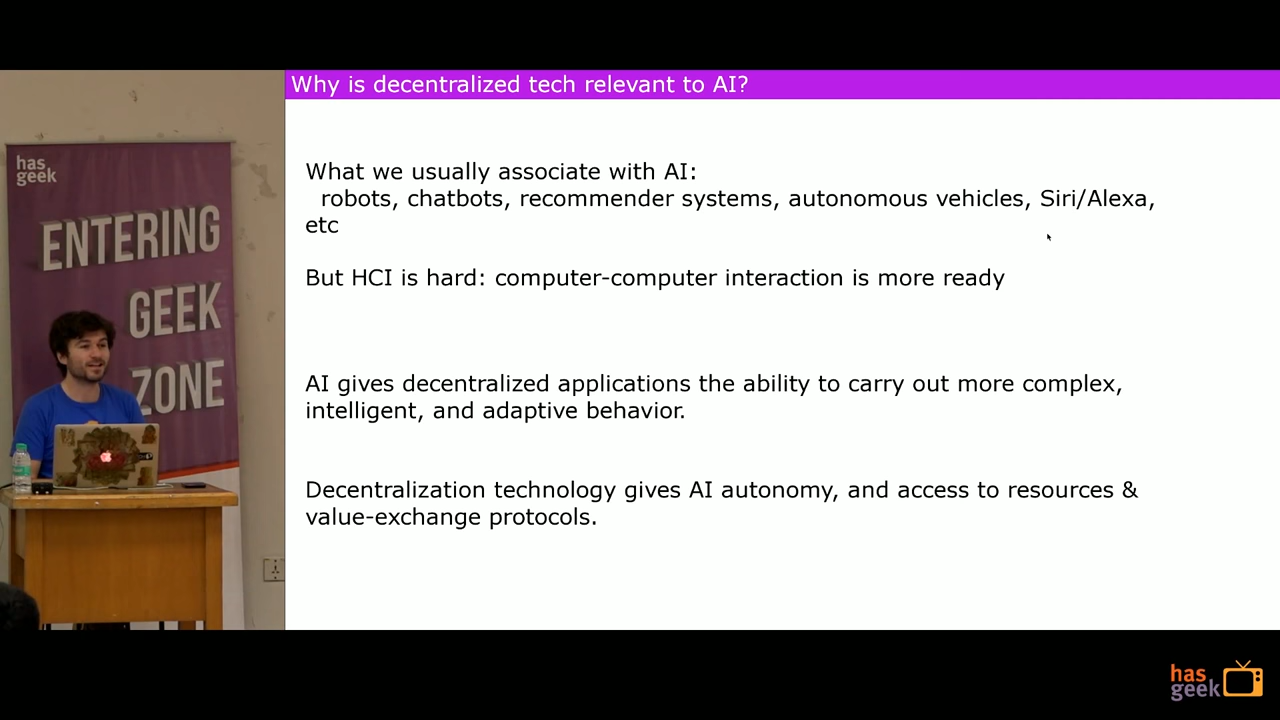 Why is decentralized tech relevant to AI?
has
geek
ENTERING
GEEK
ZONE
What we usually associate with AI:
robots, chatbots, recommender systems, autonomous vehicles, Siri/Alexa,
etc
But HCI is hard: computer-computer interaction is more ready
AI gives decentralized applications the ability to carry out more complex,
intelligent, and adaptive behavior.
Decentralization technology gives AI autonomy, and access to resources &
value-exchange protocols.
has
geek